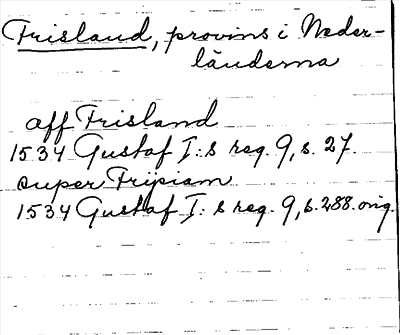 Frisland, provins i Neder-
länderna
aff Frisland
1534 Gustaf I:s reg. 9, s. 27.
super Frisiam
1534 Gustaf I:s reg. 9, s. 288. orig.